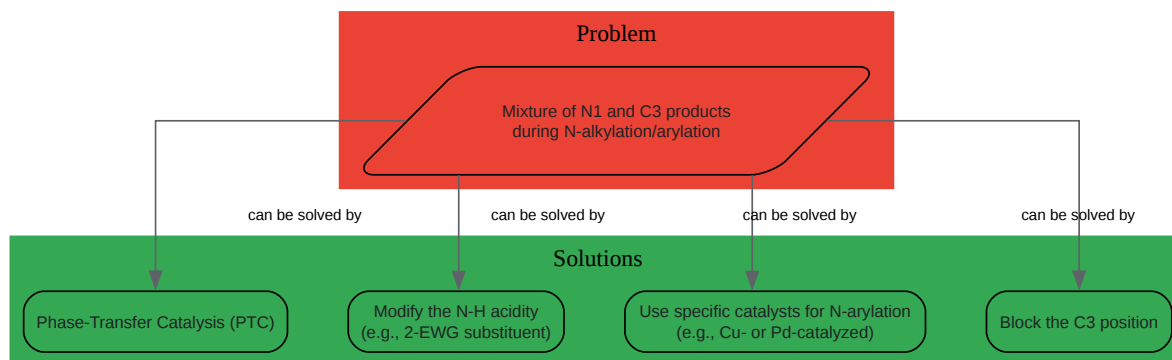 Problem
Mixture of N1 and C3 products
during N-alkylation/arylation
can be solved by
can be solved by
can be solved by
can be solved by
Solutions
Phase-Transfer Catalysis (PTC)
Modify the N-H acidity
(e.g., 2-EWG substituent)
Use specific catalysts for N-arylation
(e.g., Cu- or Pd-catalyzed)
Block the C3 position